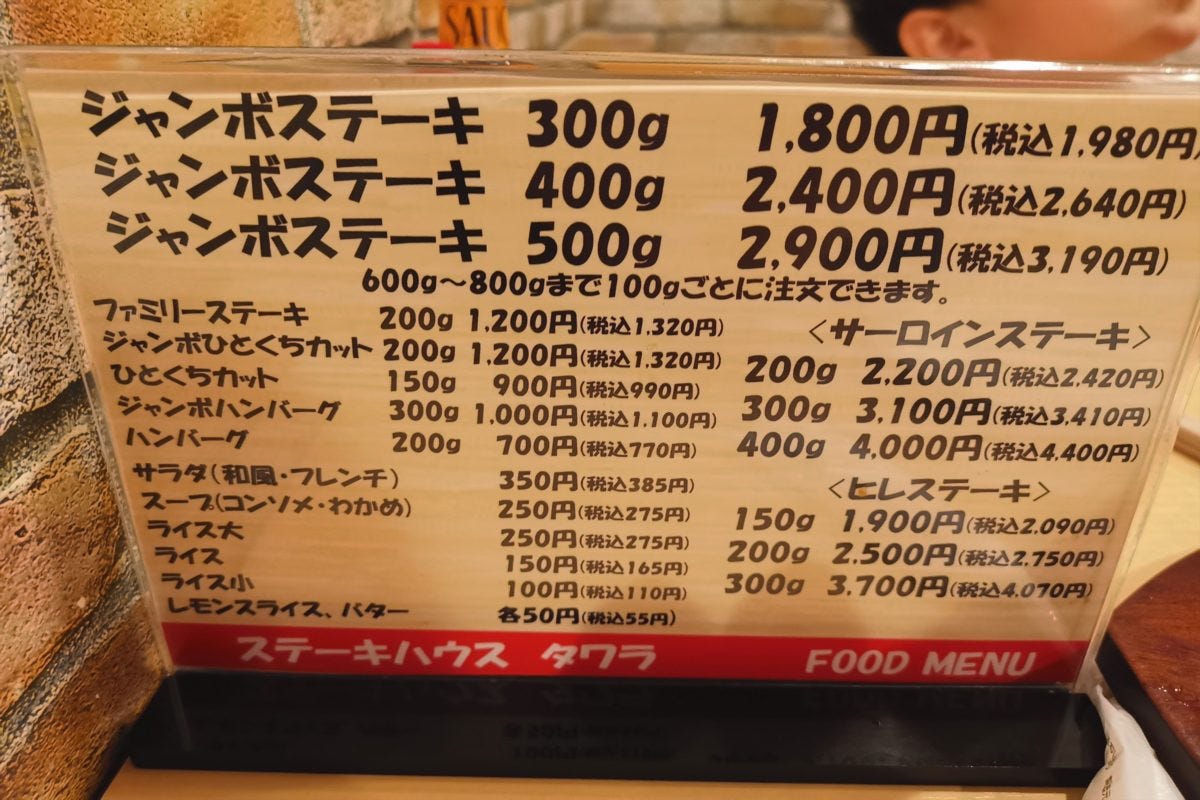 SAUC
ジャンボステーキ 300g 1,800円(税込1,980円)
ジャンボステーキ 400g 2,400円(税込2,640円)
ジャンボステーキ 500g 2,900円(税込3,190円)
600g～800gまで100gごとに注文できます。
ファミリーステーキ 200g 1,200円(税込1,320円)
ジャンボひとくちカット 200g 1,200円(税込1,320円)
ひとくちカット 150g 900円(税込990円)
ジャンボハンバーグ 300g 1,000円(税込1,100円)
ハンバーグ 200g 700円(税込770円)
サラダ(和風・フレンチ) 350円(税込385円)
スープ(コンソメ・わかめ) 250円(税込275円)
ライス大 250円(税込275円)
ライス 150円(税込165円)
ライス小 100円(税込110円)
レモンスライス、バター 各50円(税込55円)
〈サーロインステーキ〉
200g 2,200円(税込2,420円)
300g 3,100円(税込3,410円)
400g 4,000円(税込4,400円)
〈ヒレステーキ〉
150g 1,900円(税込2,090円)
200g 2,500円(税込2,750円)
300g 3,700円(税込4,070円)
ステーキハウス タワラ FOOD MENU